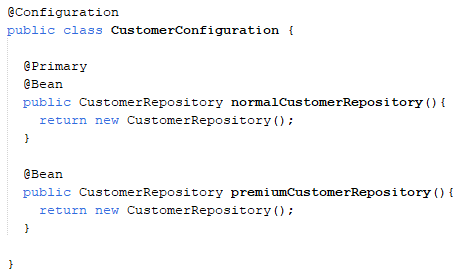 @Configuration
public class CustomerConfiguration {
@Primary
@Bean
public CustomerRepository normalCustomerRepository(){
return new CustomerRepository();
}
@Bean
public CustomerRepository premiumCustomerRepository(){
return new CustomerRepository();
}
}